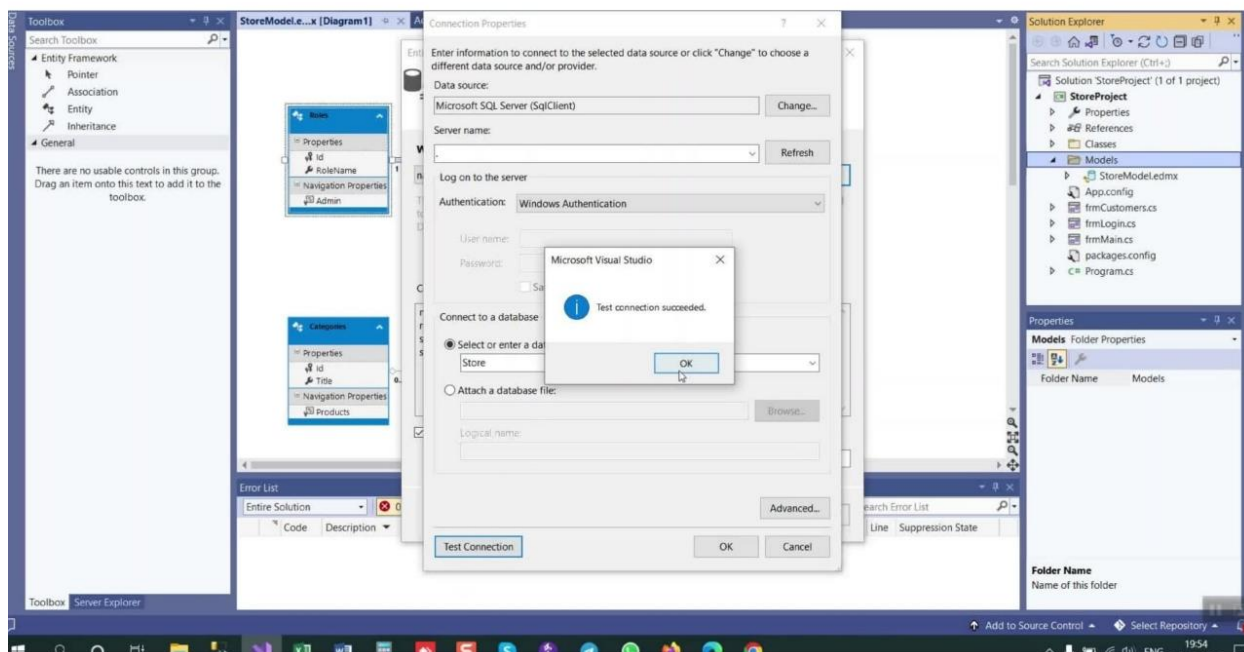 Data Sources
Toolbox
Search Toolbox
Entity Framework
Pointer
Association
Entity
Inheritance
General
There are no usable controls in this group.
Drag an item onto this text to add it to the
toolbox.
Toolbox Server Explorer
StoreModel.e...x [Diagram1]
Roles
Properties
Id
RoleName
Navigation Properties
Admin
1
Categories
Properties
Id
Title
Navigation Properties
Products
Connection Properties
?
Enter information to connect to the selected data source or click "Change" to choose a
different data source and/or provider.
Data source:
Microsoft SQL Server (SqlClient)
Change...
Server name:
.
Refresh
Log on to the server
Authentication: Windows Authentication
User name:
Password:
Connect to a database
Select or enter a da
Store
Attach a database file:
Browse...
Logical name:
Advanced...
Test Connection
OK
Cancel
Microsoft Visual Studio
Test connection succeeded.
OK
Error List
Entire Solution
0
earch Error List
Code Description
Line Suppression State
Solution Explorer
Search Solution Explorer (Ctrl+;)
Solution 'StoreProject' (1 of 1 project)
StoreProject
Properties
References
Classes
Models
StoreModel.edmx
App.config
frmCustomers.cs
frmLogin.cs
frmMain.cs
packages.config
C# Program.cs
Properties
Models Folder Properties
Folder Name Models
Folder Name
Name of this folder
Add to Source Control
Select Repository
ENG
19:54